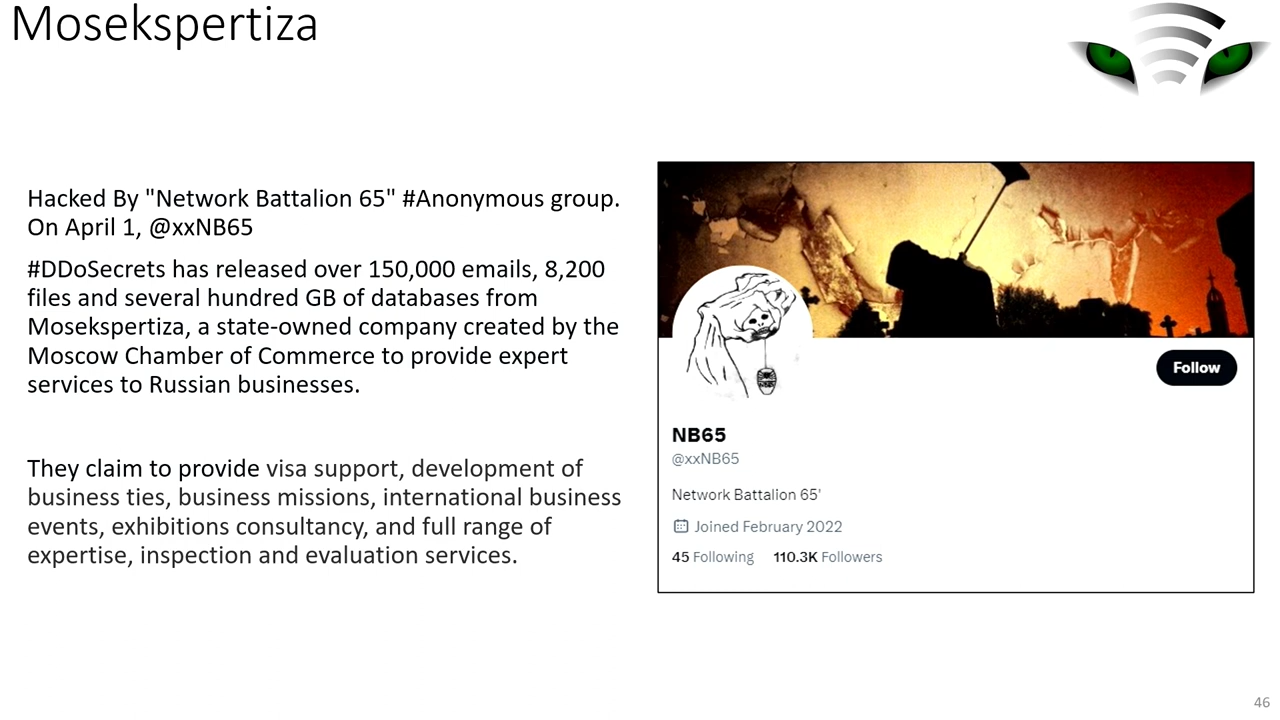 Mosekspertiza
Hacked By "Network Battalion 65" #Anonymous group.
On April 1, @xxNB65
#DDoSecrets has released over 150,000 emails, 8,200
files and several hundred GB of databases from
Mosekspertiza, a state-owned company created by the
Moscow Chamber of Commerce to provide expert
services to Russian businesses.
They claim to provide visa support, development of
business ties, business missions, international business
events, exhibitions consultancy, and full range of
expertise, inspection and evaluation services.
Follow
NB65
@xxNB65
Network Battalion 65'
Joined February 2022
45 Following 110.3K Followers
46